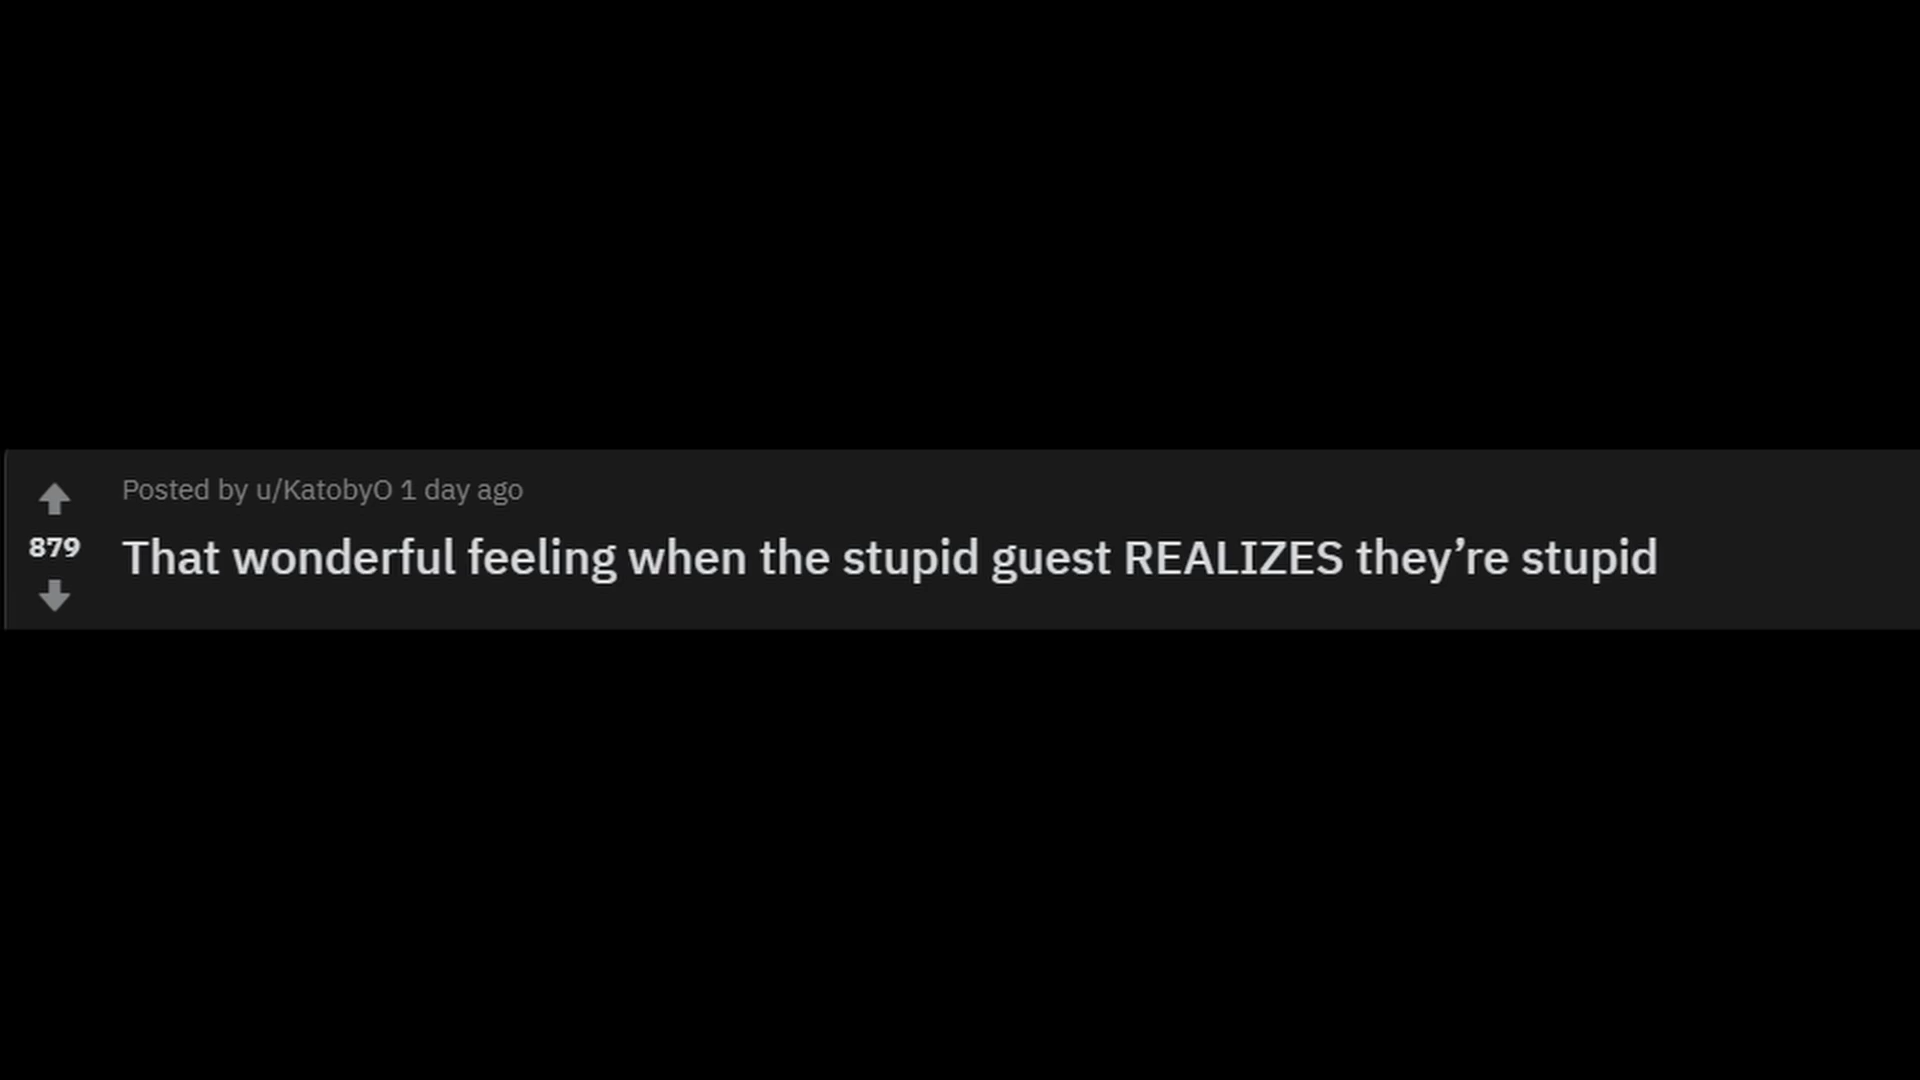 Posted by u/KatobyO 1 day ago
879
That wonderful feeling when the stupid guest REALIZES they’re stupid